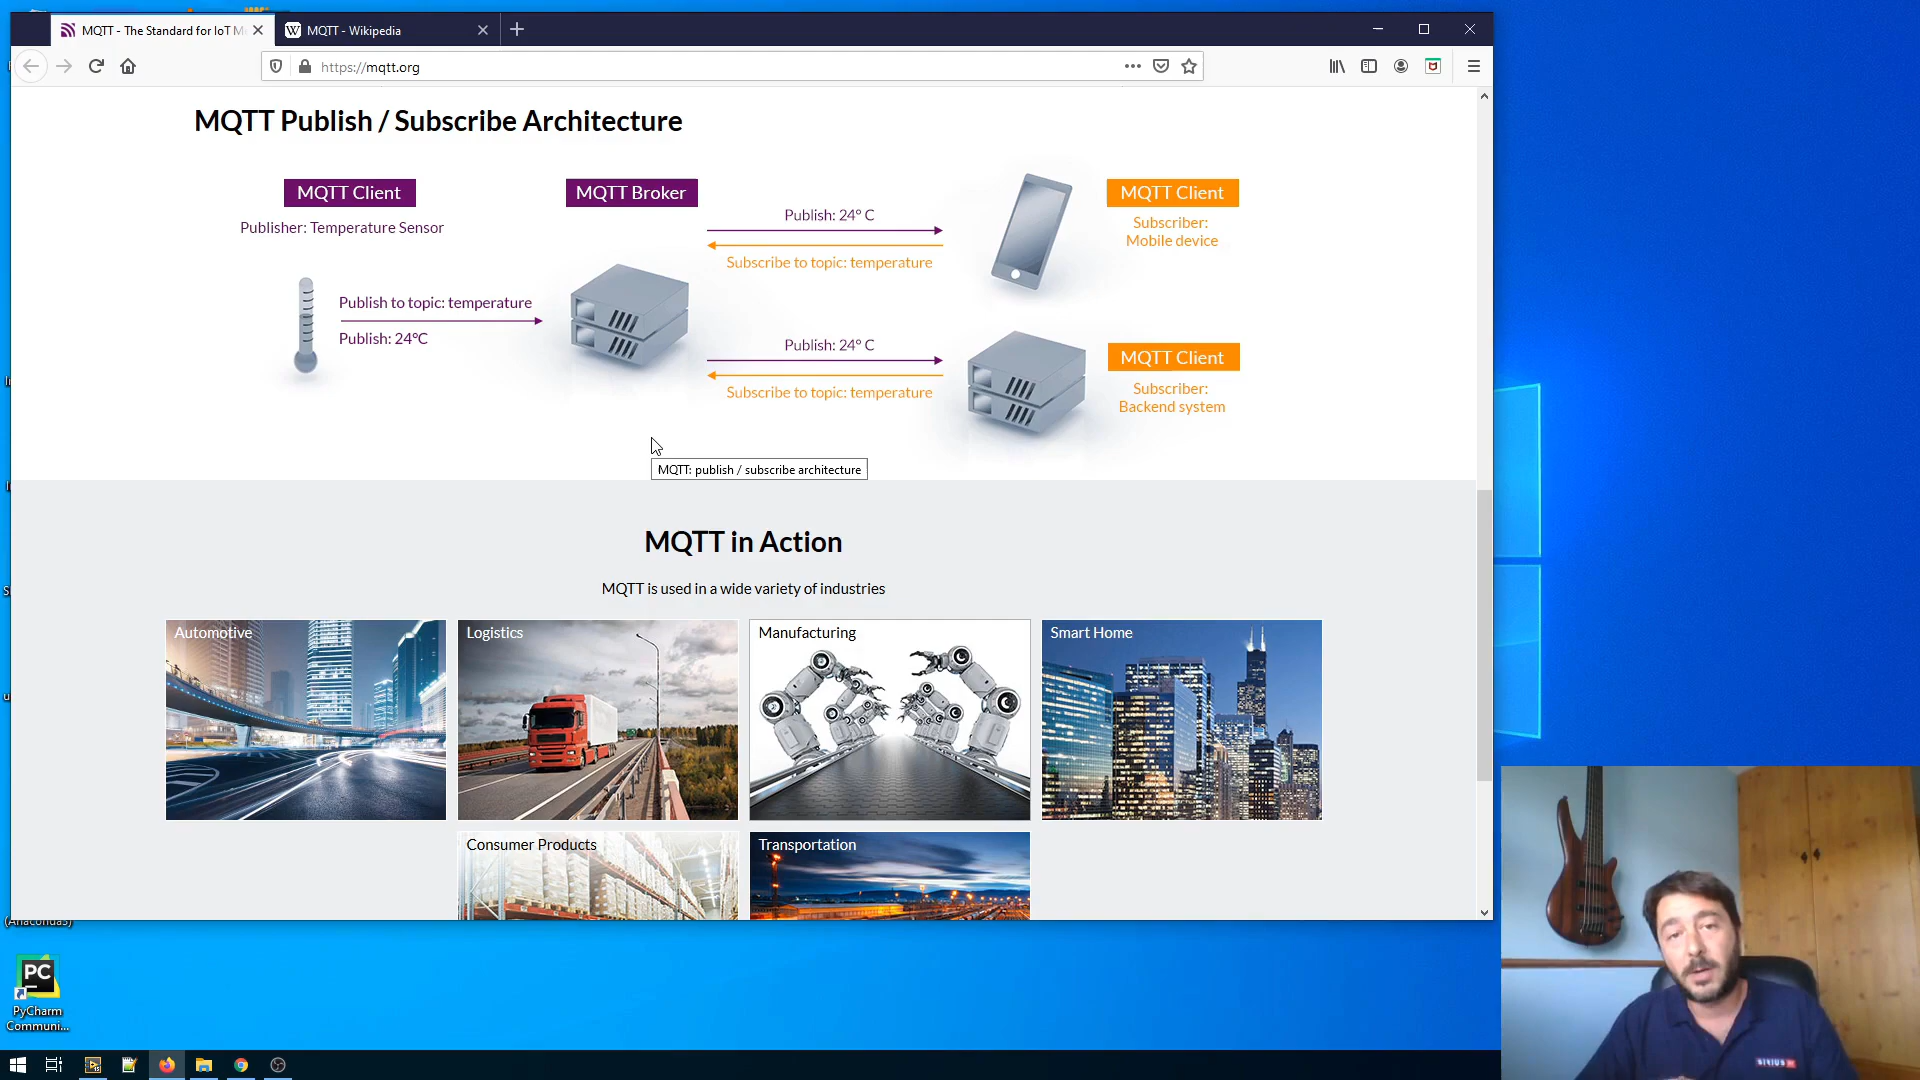 MQTT - The Standard for IoT M
MQTT - Wikipedia
https://mqtt.org
MQTT Publish / Subscribe Architecture
MQTT Client
Publisher: Temperature Sensor
Publish to topic: temperature
Publish: 24°C
MQTT Broker
Publish: 24° C
Subscribe to topic: temperature
MQTT Client
Subscriber:
Mobile device
Publish: 24° C
Subscribe to topic: temperature
MQTT Client
Subscriber:
Backend system
MQTT: publish / subscribe architecture
MQTT in Action
MQTT is used in a wide variety of industries
Automotive
Logistics
Manufacturing
Smart Home
Consumer Products
Transportation
(Anaconda3)
PC
PyCharm
Communi...